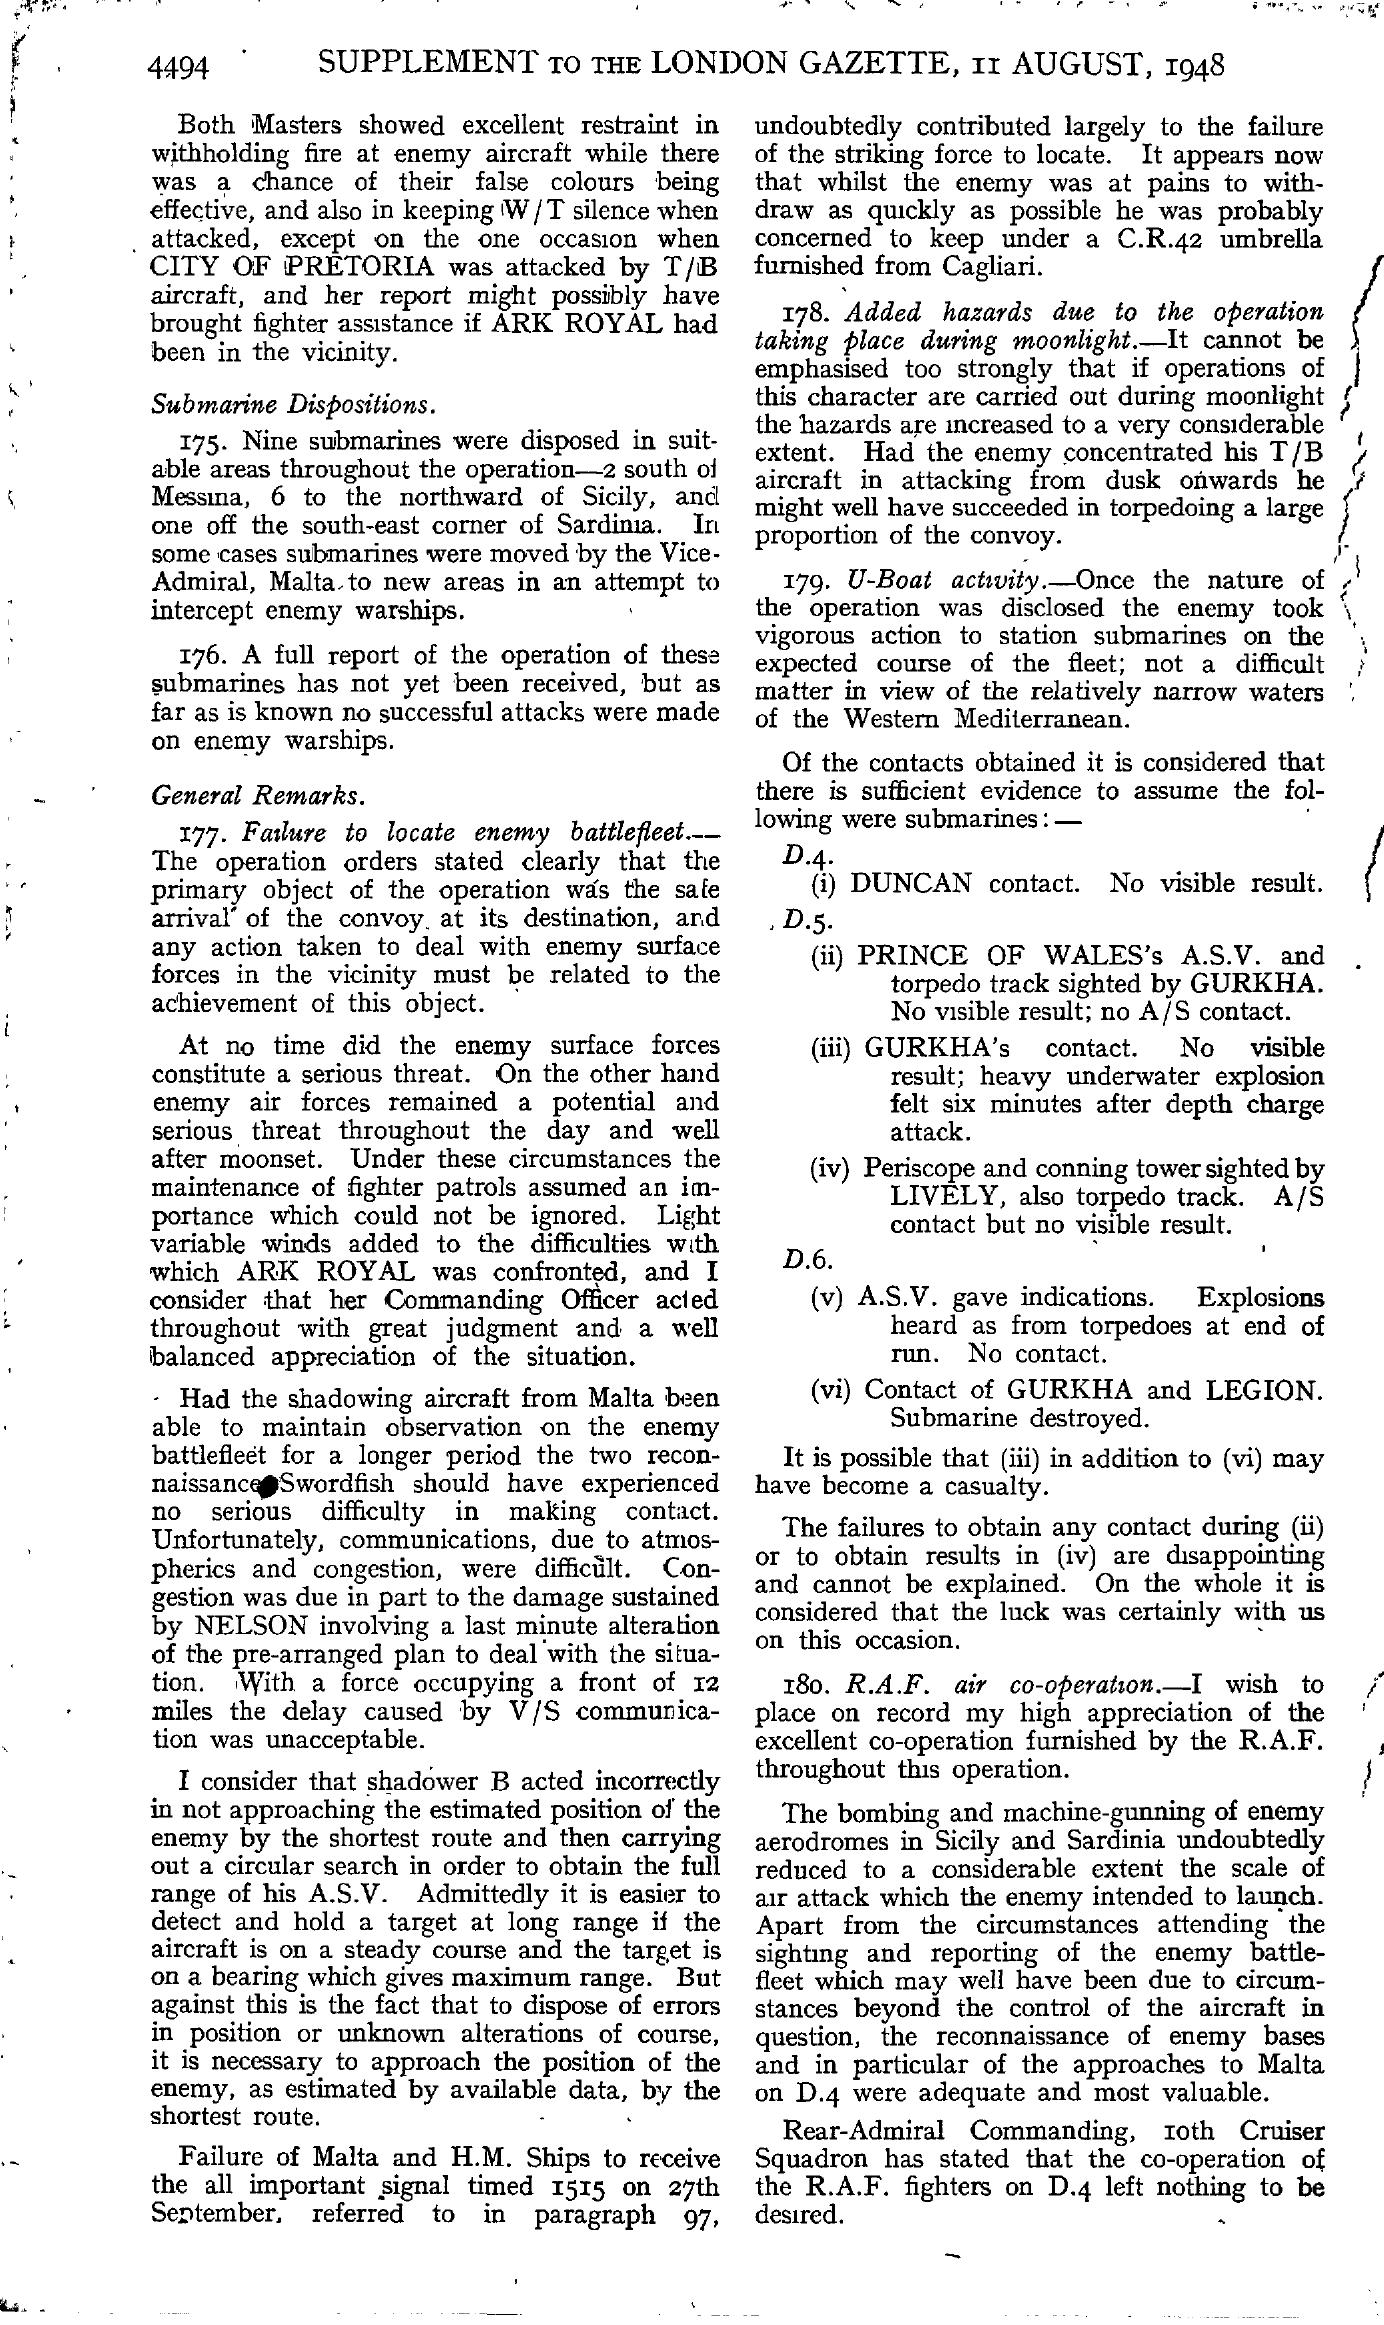 4494 SUPPLEMENT TO THE LONDON GAZETTE, 11 AUGUST, 1948
Both Masters showed excellent restraint in
withholding fire at enemy aircraft while there
was a chance of their false colours being
effective, and also in keeping W/T silence when
attacked, except on the one occasion when
CITY OF PRETORIA was attacked by T/B
aircraft, and her report might possibly have
brought fighter assistance if ARK ROYAL had
been in the vicinity.
Submarine Dispositions.
175. Nine submarines were disposed in suit-
able areas throughout the operation—2 south of
Messina, 6 to the northward of Sicily, and
one off the south-east corner of Sardinia. In
some cases submarines were moved by the Vice-
Admiral, Malta to new areas in an attempt to
intercept enemy warships.
176. A full report of the operation of these
submarines has not yet been received, but as
far as is known no successful attacks were made
on enemy warships.
General Remarks.
177. Failure to locate enemy battlefleet.—
The operation orders stated clearly that the
primary object of the operation was the safe
arrival of the convoy at its destination, and
any action taken to deal with enemy surface
forces in the vicinity must be related to the
achievement of this object.
At no time did the enemy surface forces
constitute a serious threat. On the other hand
enemy air forces remained a potential and
serious threat throughout the day and well
after moonset. Under these circumstances the
maintenance of fighter patrols assumed an im-
portance which could not be ignored. Light
variable winds added to the difficulties with
which ARK ROYAL was confronted, and I
consider that her Commanding Officer acted
throughout with great judgment and a well
balanced appreciation of the situation.
Had the shadowing aircraft from Malta been
able to maintain observation on the enemy
battlefleet for a longer period the two recon-
naissance Swordfish should have experienced
no serious difficulty in making contact.
Unfortunately, communications, due to atmos-
pherics and congestion, were difficult. Con-
gestion was due in part to the damage sustained
by NELSON involving a last minute alteration
of the pre-arranged plan to deal with the situa-
tion. With a force occupying a front of 12
miles the delay caused by V/S communica-
tion was unacceptable.
I consider that shadower B acted incorrectly
in not approaching the estimated position of the
enemy by the shortest route and then carrying
out a circular search in order to obtain the full
range of his A.S.V. Admittedly it is easier to
detect and hold a target at long range if the
aircraft is on a steady course and the target is
on a bearing which gives maximum range. But
against this is the fact that to dispose of errors
in position or unknown alterations of course,
it is necessary to approach the position of the
enemy, as estimated by available data, by the
shortest route.
Failure of Malta and H.M. Ships to receive
the all important signal timed 1515 on 27th
September, referred to in paragraph 97,
undoubtedly contributed largely to the failure
of the striking force to locate. It appears now
that whilst the enemy was at pains to with-
draw as quickly as possible he was probably
concerned to keep under a C.R.42 umbrella
furnished from Cagliari.
178. Added hazards due to the operation
taking place during moonlight.—It cannot be
emphasised too strongly that if operations of
this character are carried out during moonlight
the hazards are increased to a very considerable
extent. Had the enemy concentrated his T/B
aircraft in attacking from dusk onwards he
might well have succeeded in torpedoing a large
proportion of the convoy.
179. U-Boat activity.—Once the nature of
the operation was disclosed the enemy took
vigorous action to station submarines on the
expected course of the fleet; not a difficult
matter in view of the relatively narrow waters
of the Western Mediterranean.
Of the contacts obtained it is considered that
there is sufficient evidence to assume the fol-
lowing were submarines:—
D.4.
(i) DUNCAN contact. No visible result.
D.5.
(ii) PRINCE OF WALES's A.S.V. and
torpedo track sighted by GURKHA.
No visible result; no A/S contact.
(iii) GURKHA's contact. No visible
result; heavy underwater explosion
felt six minutes after depth charge
attack.
(iv) Periscope and conning tower sighted by
LIVELY, also torpedo track. A/S
contact but no visible result.
D.6.
(v) A.S.V. gave indications. Explosions
heard as from torpedoes at end of
run. No contact.
(vi) Contact of GURKHA and LEGION.
Submarine destroyed.
It is possible that (iii) in addition to (vi) may
have become a casualty.
The failures to obtain any contact during (ii)
or to obtain results in (iv) are disappointing
and cannot be explained. On the whole it is
considered that the luck was certainly with us
on this occasion.
180. R.A.F. air co-operation.—I wish to
place on record my high appreciation of the
excellent co-operation furnished by the R.A.F.
throughout this operation.
The bombing and machine-gunning of enemy
aerodromes in Sicily and Sardinia undoubtedly
reduced to a considerable extent the scale of
air attack which the enemy intended to launch.
Apart from the circumstances attending the
sighting and reporting of the enemy battle-
fleet which may well have been due to circum-
stances beyond the control of the aircraft in
question, the reconnaissance of enemy bases
and in particular of the approaches to Malta
on D.4 were adequate and most valuable.
Rear-Admiral Commanding, 10th Cruiser
Squadron has stated that the co-operation of
the R.A.F. fighters on D.4 left nothing to be
desired.